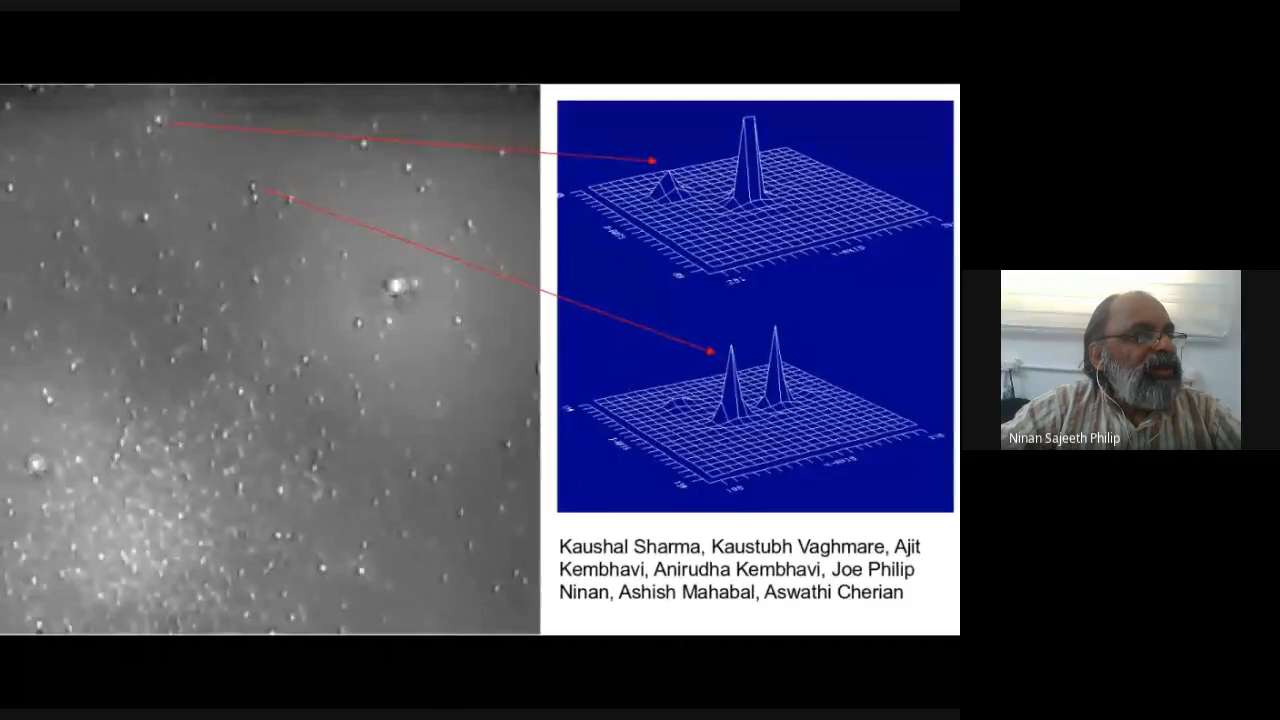 Kaushal Sharma, Kaustubh Vaghmare, Ajit
Kembhavi, Anirudha Kembhavi, Joe Philip
Ninan, Ashish Mahabal, Aswathi Cherian
Ninan Sajeeth Philip